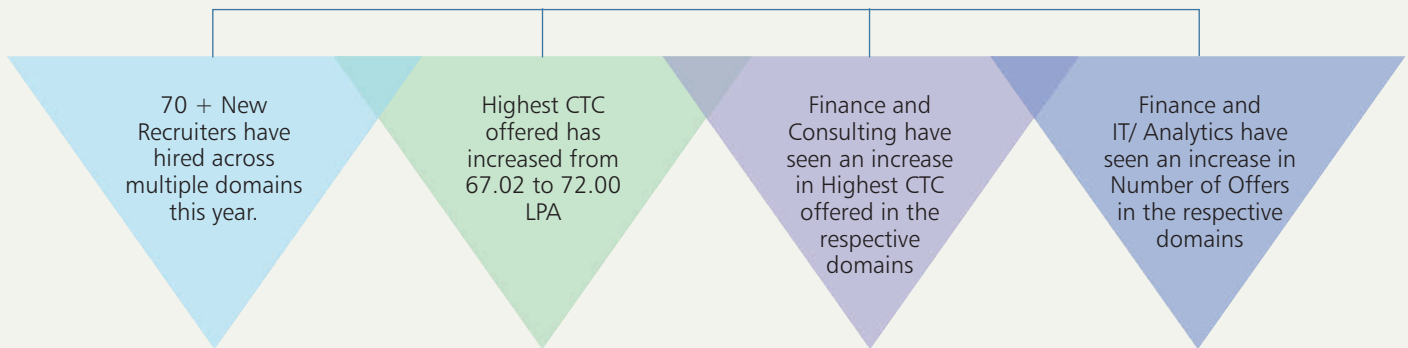 70 + New
Recruiters have
hired across
multiple domains
this year.
Highest CTC
offered has
increased from
67.02 to 72.00
LPA
Finance and
Consulting have
seen an increase
in Highest CTC
offered in the
respective
domains
Finance and
IT/ Analytics have
seen an increase in
Number of Offers
in the respective
domains